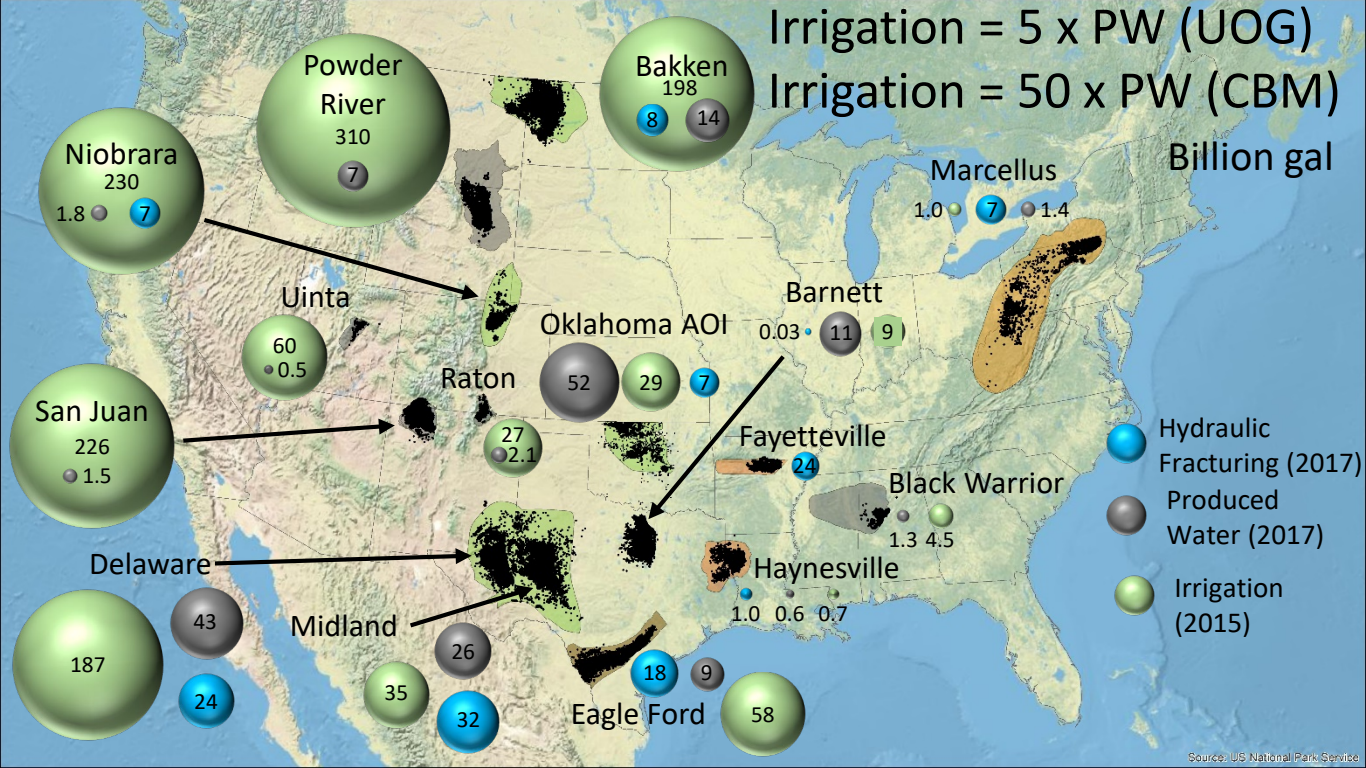 Irrigation = 5 x PW (UOG)
Irrigation = 50 x PW (CBM)
Billion gal
Powder
River
310
7
Bakken
198
8 14
Niobrara
230
1.8 7
Marcellus
1.0 7 1.4
Uinta
60
0.5
Oklahoma AOI
52 29 7
Barnett
0.03 11 9
Raton
27
2.1
San Juan
226
1.5
Fayetteville
24
Black Warrior
1.3 4.5
Haynesville
1.0 0.6 0.7
Delaware
187
43
24
Midland
26
35
32
Eagle Ford
18 9
58
Hydraulic
Fracturing (2017)
Produced
Water (2017)
Irrigation
(2015)
Source: US National Park Service